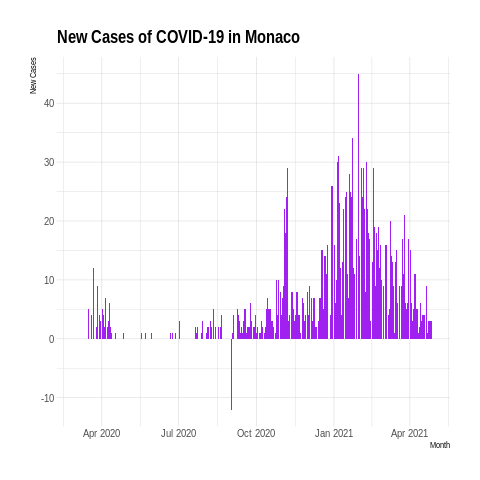 New Cases of COVID-19 in Monaco
New Cases
40
30
20
10
0
-10
Apr 2020
Jul 2020
Oct 2020
Jan 2021
Apr 2021
Month